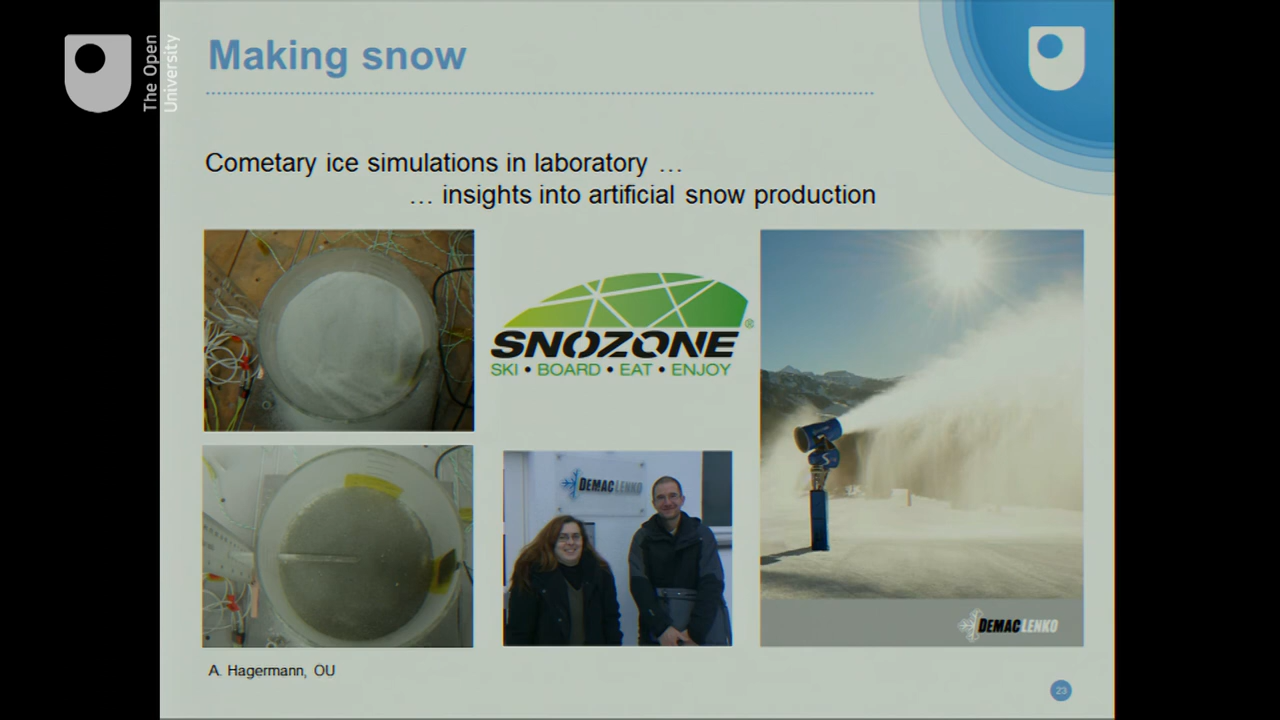 The Open
University
Making snow
Cometary ice simulations in laboratory …
… insights into artificial snow production
SNOZONE
®
SKI • BOARD • EAT • ENJOY
DEMACLENKO
DEMACLENKO
A. Hagermann, OU
23